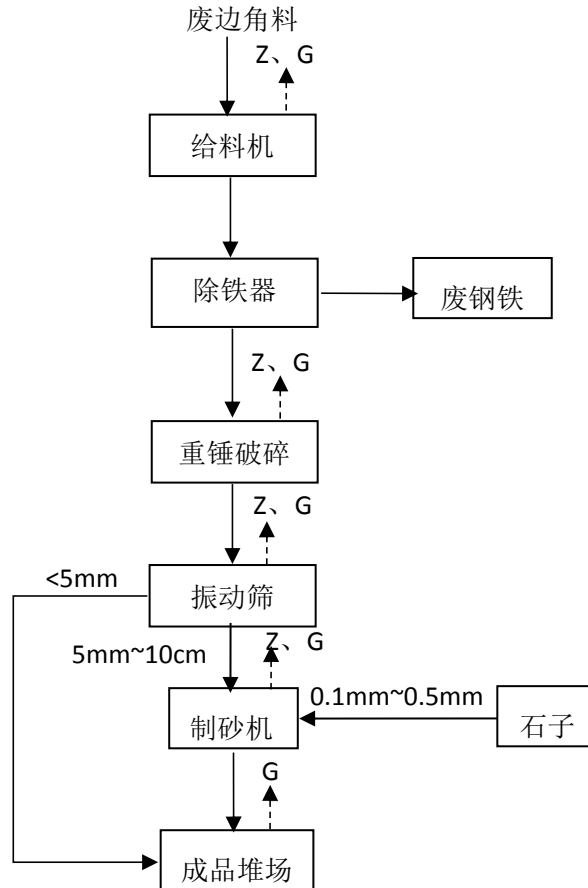 废边角料
Z、G
给料机
除铁器
废钢铁
Z、G
重锤破碎
Z、G
<5mm
振动筛
5mm~10cm
Z、G
0.1mm~0.5mm
制砂机
石子
G
成品堆场